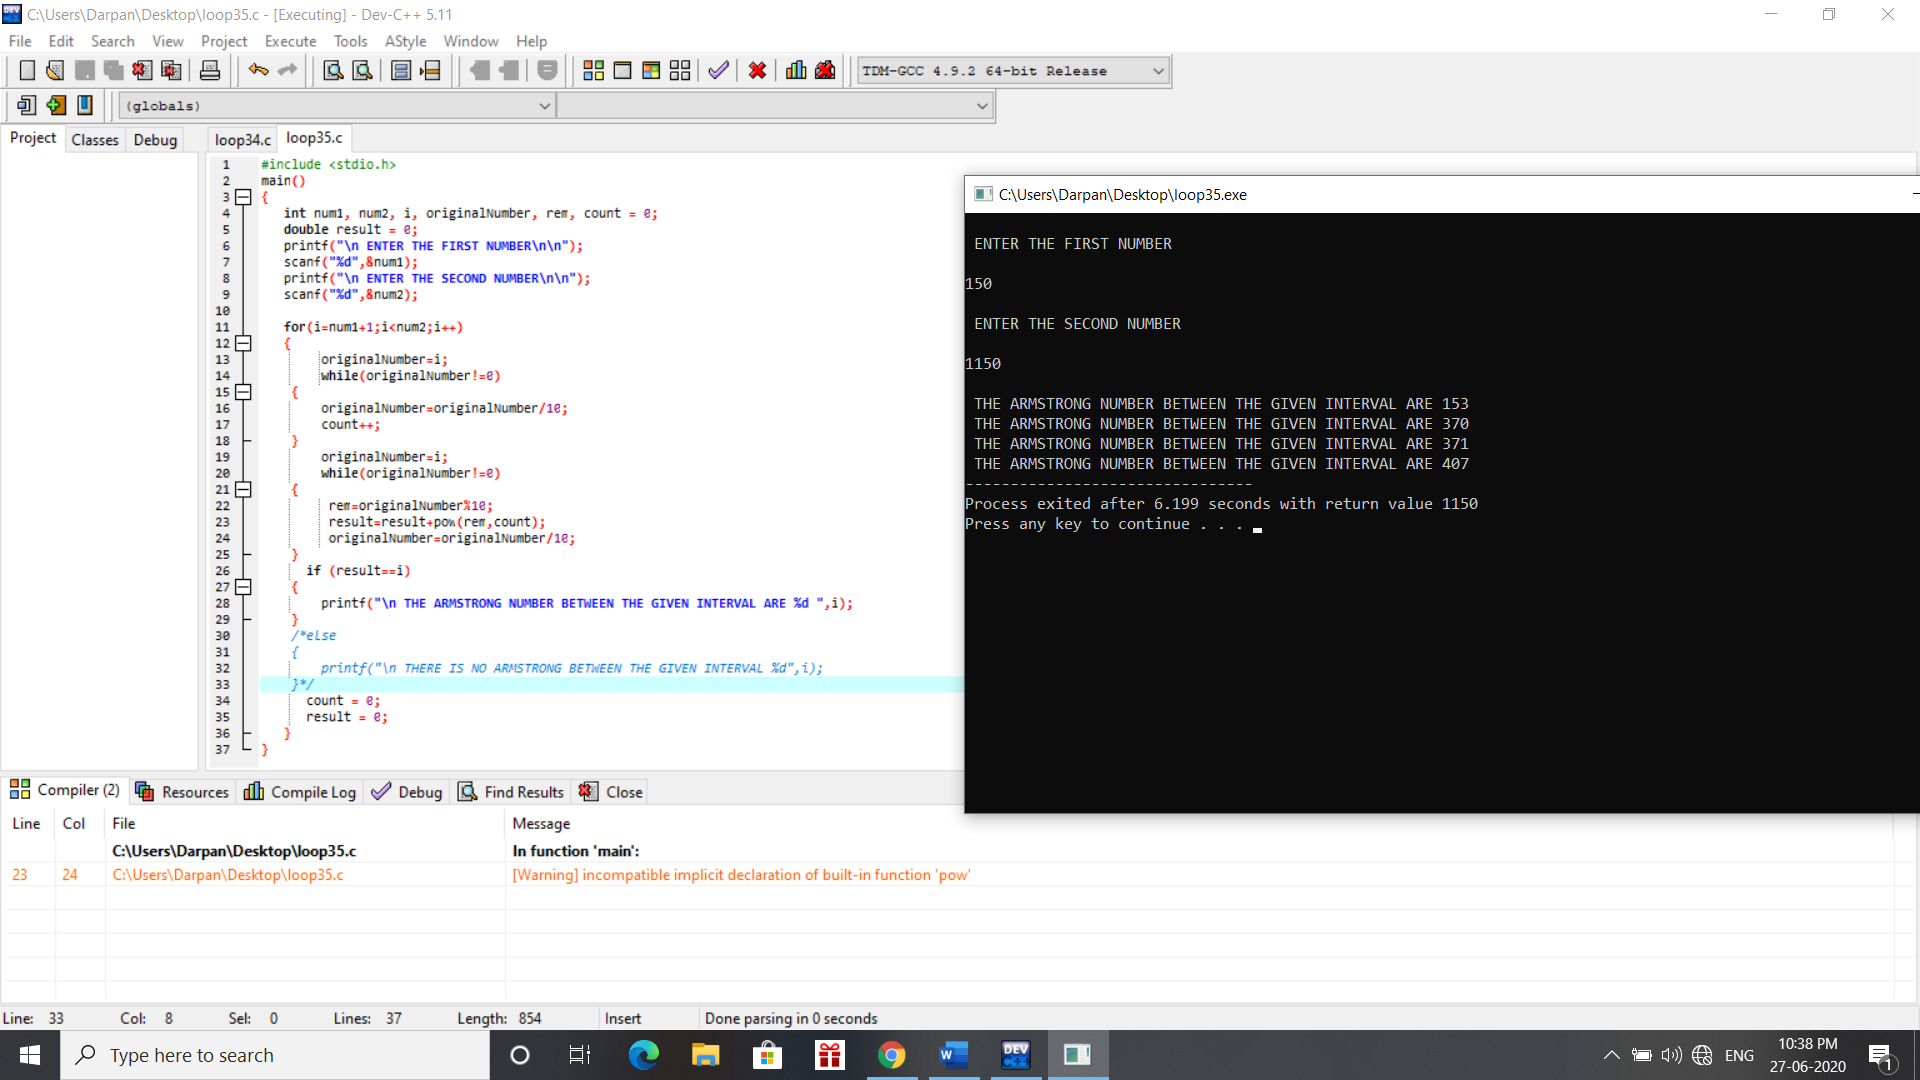 C:\Users\Darpan\Desktop\loop35.c - [Executing] - Dev-C++ 5.11
File Edit Search View Project Execute Tools AStyle Window Help
TDM-GCC 4.9.2 64-bit Release
(globals)
Project Classes Debug loop34.c loop35.c
1 #include <stdio.h>
2 main()
3 {
4 int num1, num2, i, originalNumber, rem, count = 0;
5 double result = 0;
6 printf("\n ENTER THE FIRST NUMBER\n\n");
7 scanf("%d",&num1);
8 printf("\n ENTER THE SECOND NUMBER\n\n");
9 scanf("%d",&num2);
10
11 for(i=num1+1;i<num2;i++)
12 {
13 originalNumber=i;
14 while(originalNumber!=0)
15 {
16 originalNumber=originalNumber/10;
17 count++;
18 }
19 originalNumber=i;
20 while(originalNumber!=0)
21 {
22 rem=originalNumber%10;
23 result=result+pow(rem,count);
24 originalNumber=originalNumber/10;
25 }
26 if (result==i)
27 {
28 printf("\n THE ARMSTRONG NUMBER BETWEEN THE GIVEN INTERVAL ARE %d ",i);
29 }
30 /*else
31 {
32 printf("\n THERE IS NO ARMSTRONG BETWEEN THE GIVEN INTERVAL %d",i);
33 }*/
34 count = 0;
35 result = 0;
36 }
37 }
C:\Users\Darpan\Desktop\loop35.exe
ENTER THE FIRST NUMBER
150
ENTER THE SECOND NUMBER
1150
THE ARMSTRONG NUMBER BETWEEN THE GIVEN INTERVAL ARE 153
THE ARMSTRONG NUMBER BETWEEN THE GIVEN INTERVAL ARE 370
THE ARMSTRONG NUMBER BETWEEN THE GIVEN INTERVAL ARE 371
THE ARMSTRONG NUMBER BETWEEN THE GIVEN INTERVAL ARE 407
--------------------------------
Process exited after 6.199 seconds with return value 1150
Press any key to continue . . .
Compiler (2) Resources Compile Log Debug Find Results Close
Line Col File Message
C:\Users\Darpan\Desktop\loop35.c In function 'main':
23 24 C:\Users\Darpan\Desktop\loop35.c [Warning] incompatible implicit declaration of built-in function 'pow'
Line: 33 Col: 8 Sel: 0 Lines: 37 Length: 854 Insert Done parsing in 0 seconds
Type here to search
W
DEV C++
ENG
10:38 PM
27-06-2020
1